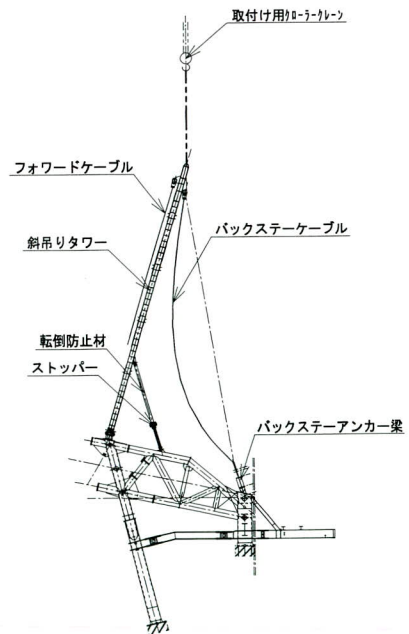 取付け用ｸﾛｰﾗｰｸﾚｰﾝ
フォワードケーブル
バックステーケーブル
斜吊りタワー
転倒防止材
ストッパー
バックステーアンカー梁